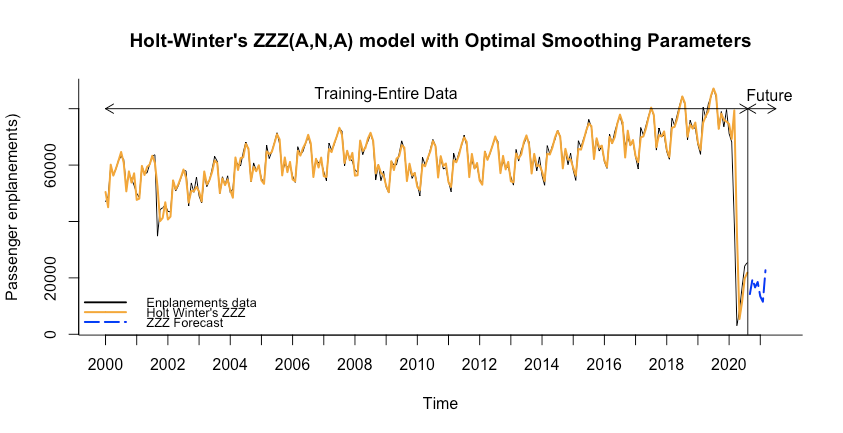 Holt-Winter's ZZZ(A,N,A) model with Optimal Smoothing Parameters
Training-Entire Data
Future
Passenger enplanements)
0
20000
60000
Enplanements data
Holt Winter's ZZZ
ZZZ Forecast
2000 2002 2004 2006 2008 2010 2012 2014 2016 2018 2020
Time